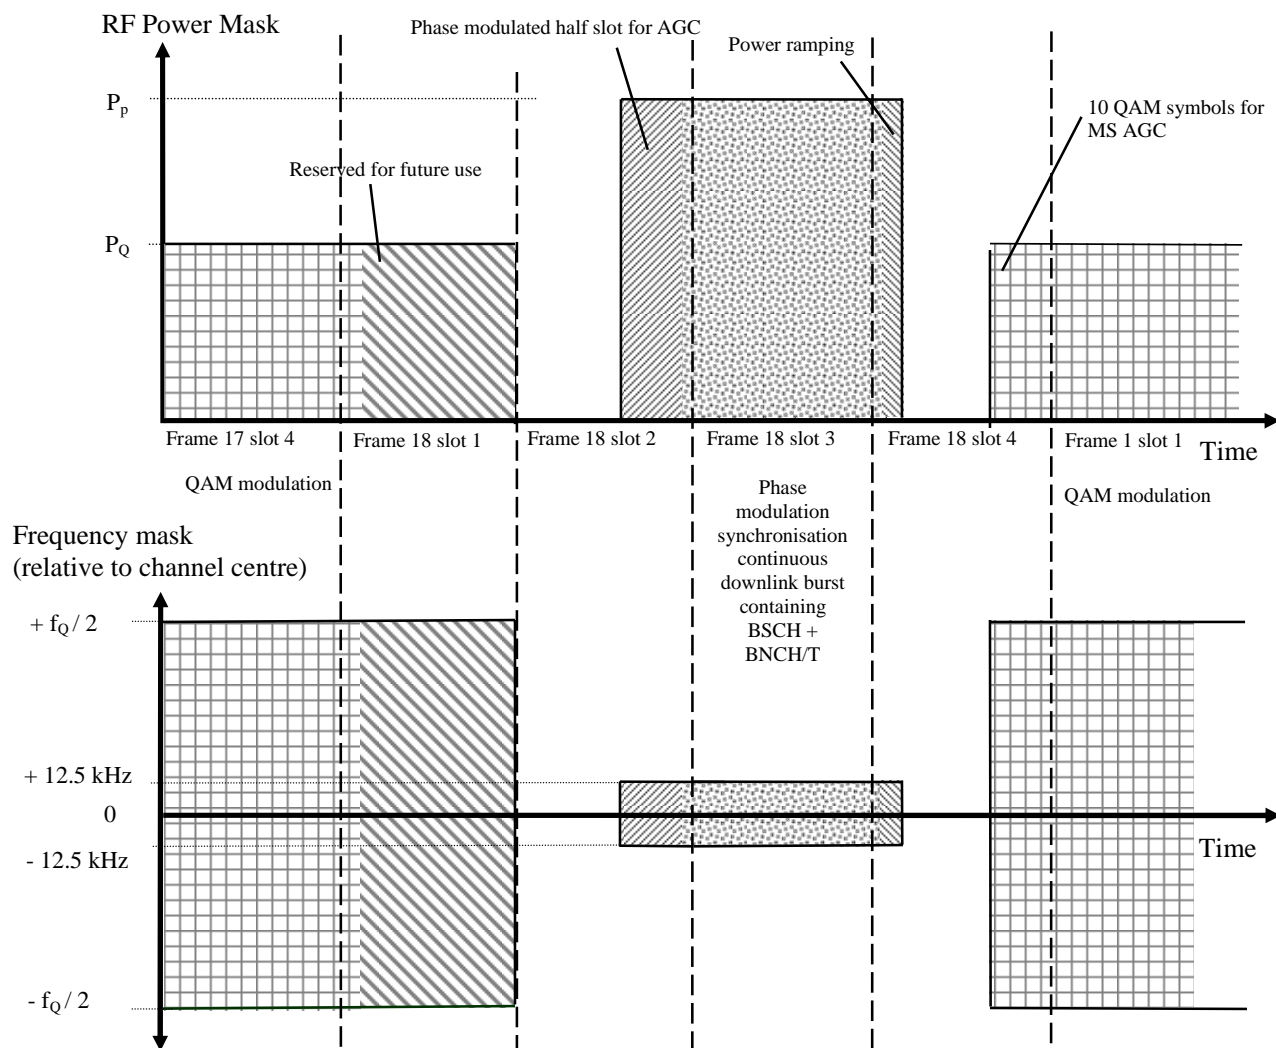 RF Power Mask
Phase modulated half slot for AGC
Power ramping
Pp
10 QAM symbols for
MS AGC
Reserved for future use
PQ
Frame 17 slot 4
Frame 18 slot 1
Frame 18 slot 2
Frame 18 slot 3
Frame 18 slot 4
Frame 1 slot 1
Time
QAM modulation
Phase
modulation
synchronisation
continuous
downlink burst
containing
BSCH +
BNCH/T
QAM modulation
Frequency mask
(relative to channel centre)
+ fQ / 2
+ 12.5 kHz
0
- 12.5 kHz
Time
- fQ / 2